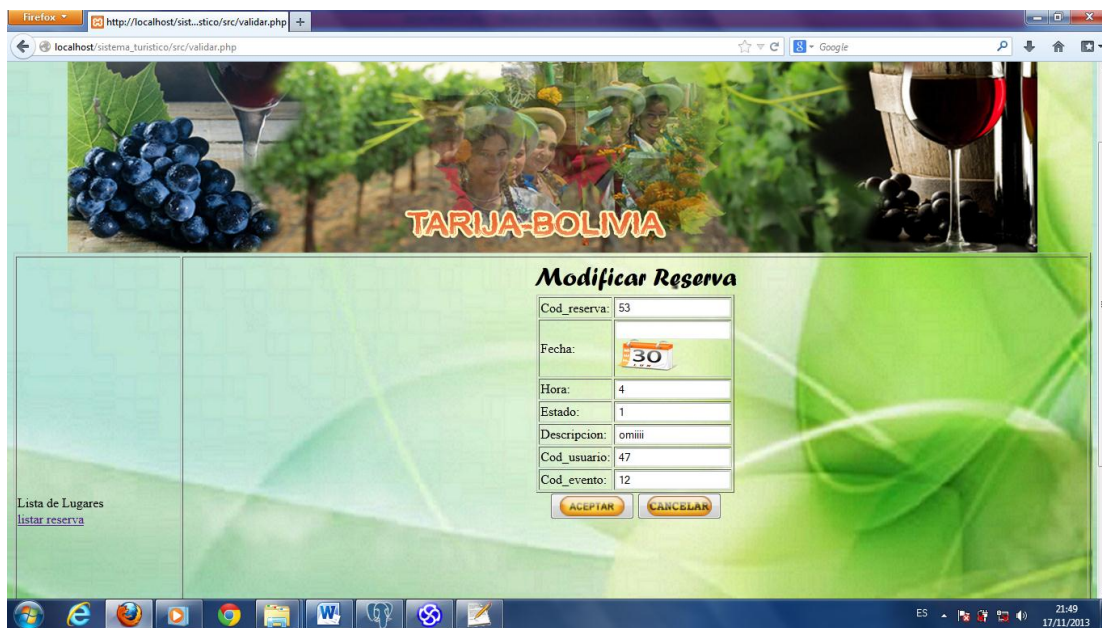 Firefox
http://localhost/sist...stico/src/validar.php
localhost/sistema_turistico/src/validar.php
Google
TARIJA-BOLIVIA
Modificar Reserva
Cod_reserva: 53
Fecha:
30
Hora: 4
Estado: 1
Descripcion: omiiii
Cod_usuario: 47
Cod_evento: 12
ACEPTAR CANCELAR
Lista de Lugares
listar reserva
ES
21:49
17/11/2013